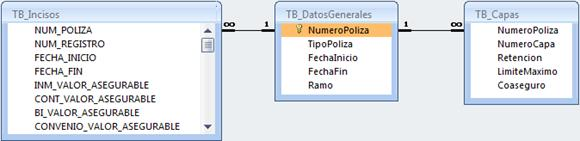 TB_Incisos
NUM_POLIZA
NUM_REGISTRO
FECHA_INICIO
FECHA_FIN
INM_VALOR_ASEGURABLE
CONT_VALOR_ASEGURABLE
BI_VALOR_ASEGURABLE
CONVENIO_VALOR_ASEGURABLE
∞ 1
TB_DatosGenerales
NumeroPoliza
TipoPoliza
FechaInicio
FechaFin
Ramo
1 ∞
TB_Capas
NumeroPoliza
NumeroCapa
Retencion
LimiteMaximo
Coaseguro